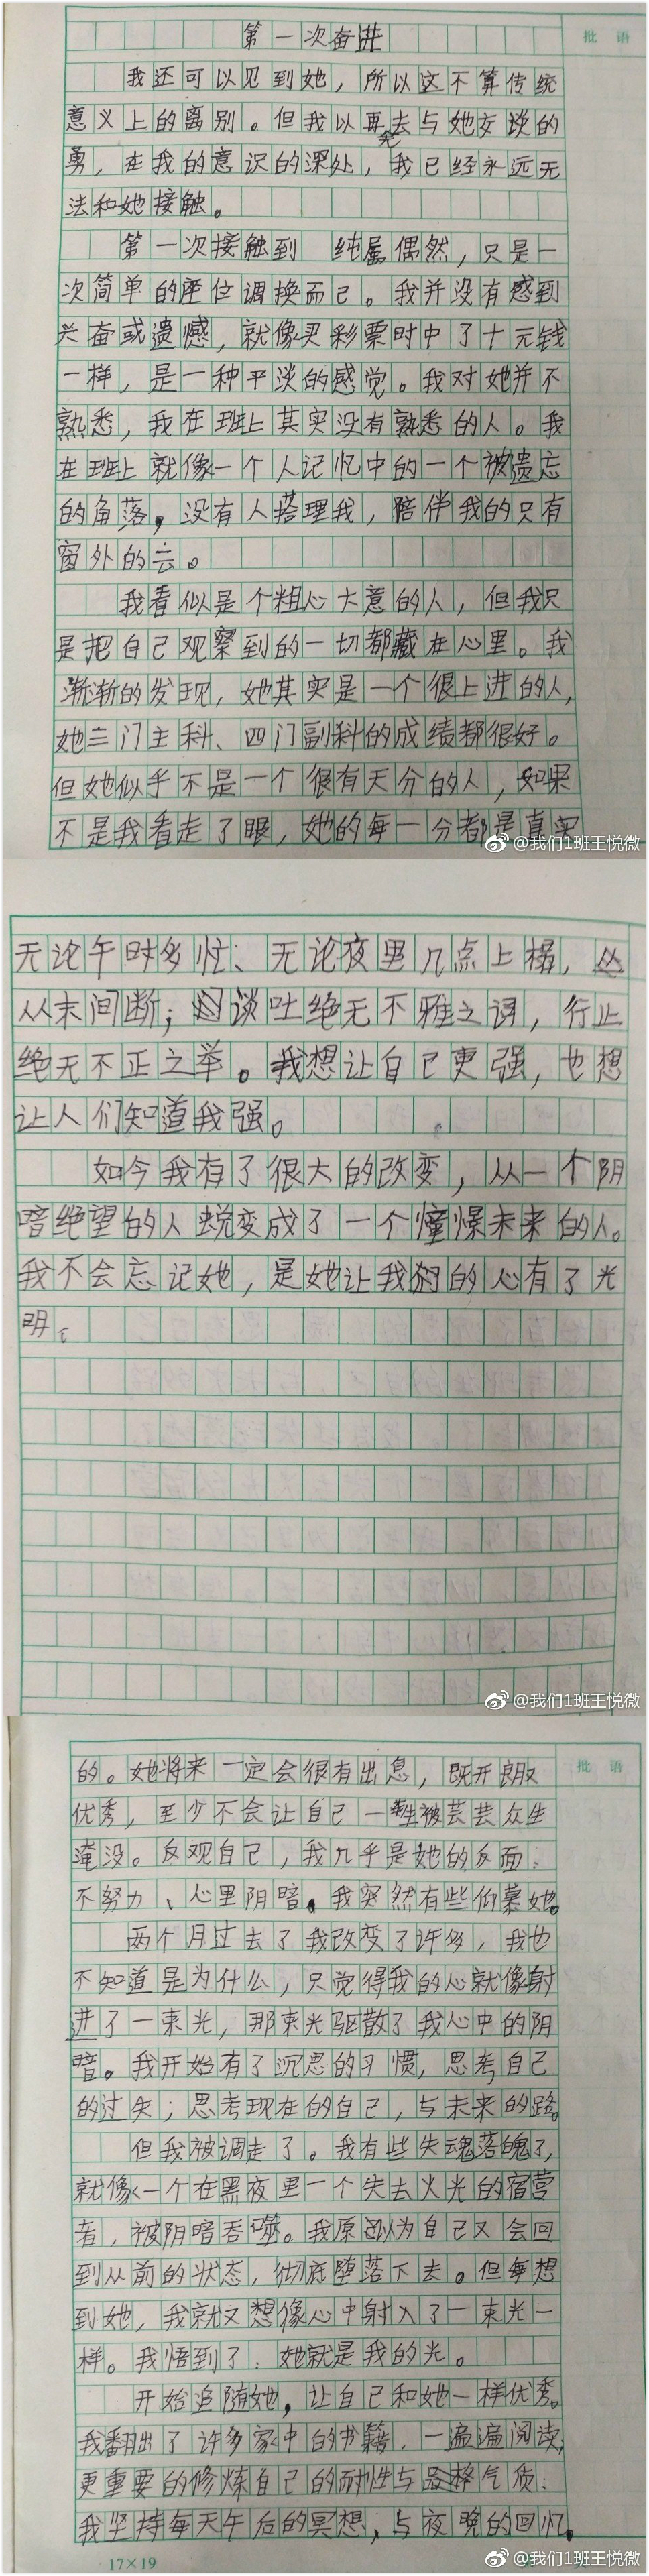 第一次奋进
批语
我还可以见到她，所以这不算传统
意义上的离别。但我以再去与她交谈的
勇，在我的意识的深处，我已经永远无
法和她接触。
第一次接触到 纯属偶然，只是一
次简单的座位调换而己。我并没有感到
兴奋或遗憾，就像买彩票时中了十元钱
一样，是一种平淡的感觉。我对她并不
熟悉，我在班上其实没有熟悉的人。我
在班上就像一个人记忆中的一个被遗忘
的角落，没有人搭理我，陪伴我的只有
窗外的云。
我看似是个粗心大意的人，但我只
是把自己观察到的一切都藏在心里。我
渐渐的发现，她其实是一个很上进的人，
她三门主科、四门副科的成绩都很好。
但她似乎不是一个很有天分的人，如果
不是我看走了眼，她的每一分都是真实
@我们1班王悦微
无论午时多忙、无论夜里几点上榻，
从未间断；谈吐绝无不雅之词，行止
绝无不正之举。我想让自己更强，也想
让人们知道我强。
如今我有了很大的改变，从一个阴
暗绝望的人蜕变成了一个憧憬未来的人。
我不会忘记她，是她让我的心有了光
明。
@我们1班王悦微
的。她将来一定会很有出息，既开朗又
批语
优秀，至少不会让自己一生被芸芸众生
淹没。反观自己，我几乎是她的反面：
不努力、心里阴暗。我突然有些仰慕她。
两个月过去了我改变了许多，我也
不知道是为什么，只觉得我的心就像射
进了一束光，那束光驱散了我心中的阴
暗。我开始有了沉思的习惯，思考自己
的过失；思考现在的自己，与未来的路。
但我被调走了。我有些失魂落魄了，
就像一个在黑夜里一个失去火光的宿营
者，被阴暗吞噬。我原以为自己又会回
到从前的状态，彻底堕落下去。但每想
到她，我就又想像心中射入了一束光一
样。我悟到了：她就是我的光。
开始追随她，让自己和她一样优秀。
我翻出了许多家中的书籍，一遍遍阅读；
更重要的修炼自己的耐性与气质：
我坚持每天午后的冥想，与夜晚的回忆。
17×19
@我们1班王悦微